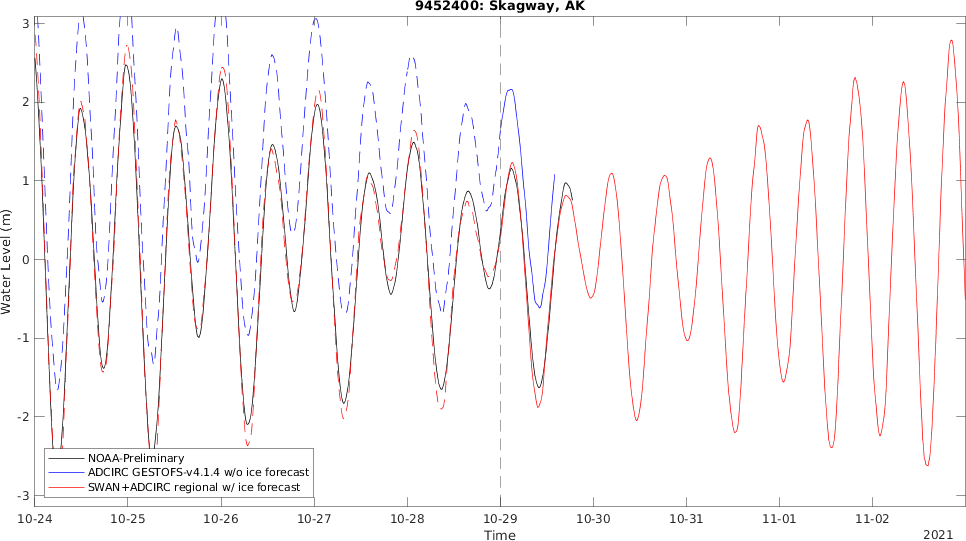 9452400: Skagway, AK
3
2
1
0
-1
-2
-3
Water Level (m)
NOAA-Preliminary
ADCIRC GESTOFS-v4.1.4 w/o ice forecast
SWAN+ADCIRC regional w/ ice forecast
10-24 10-25 10-26 10-27 10-28 10-29 10-30 10-31 11-01 11-02
Time
2021